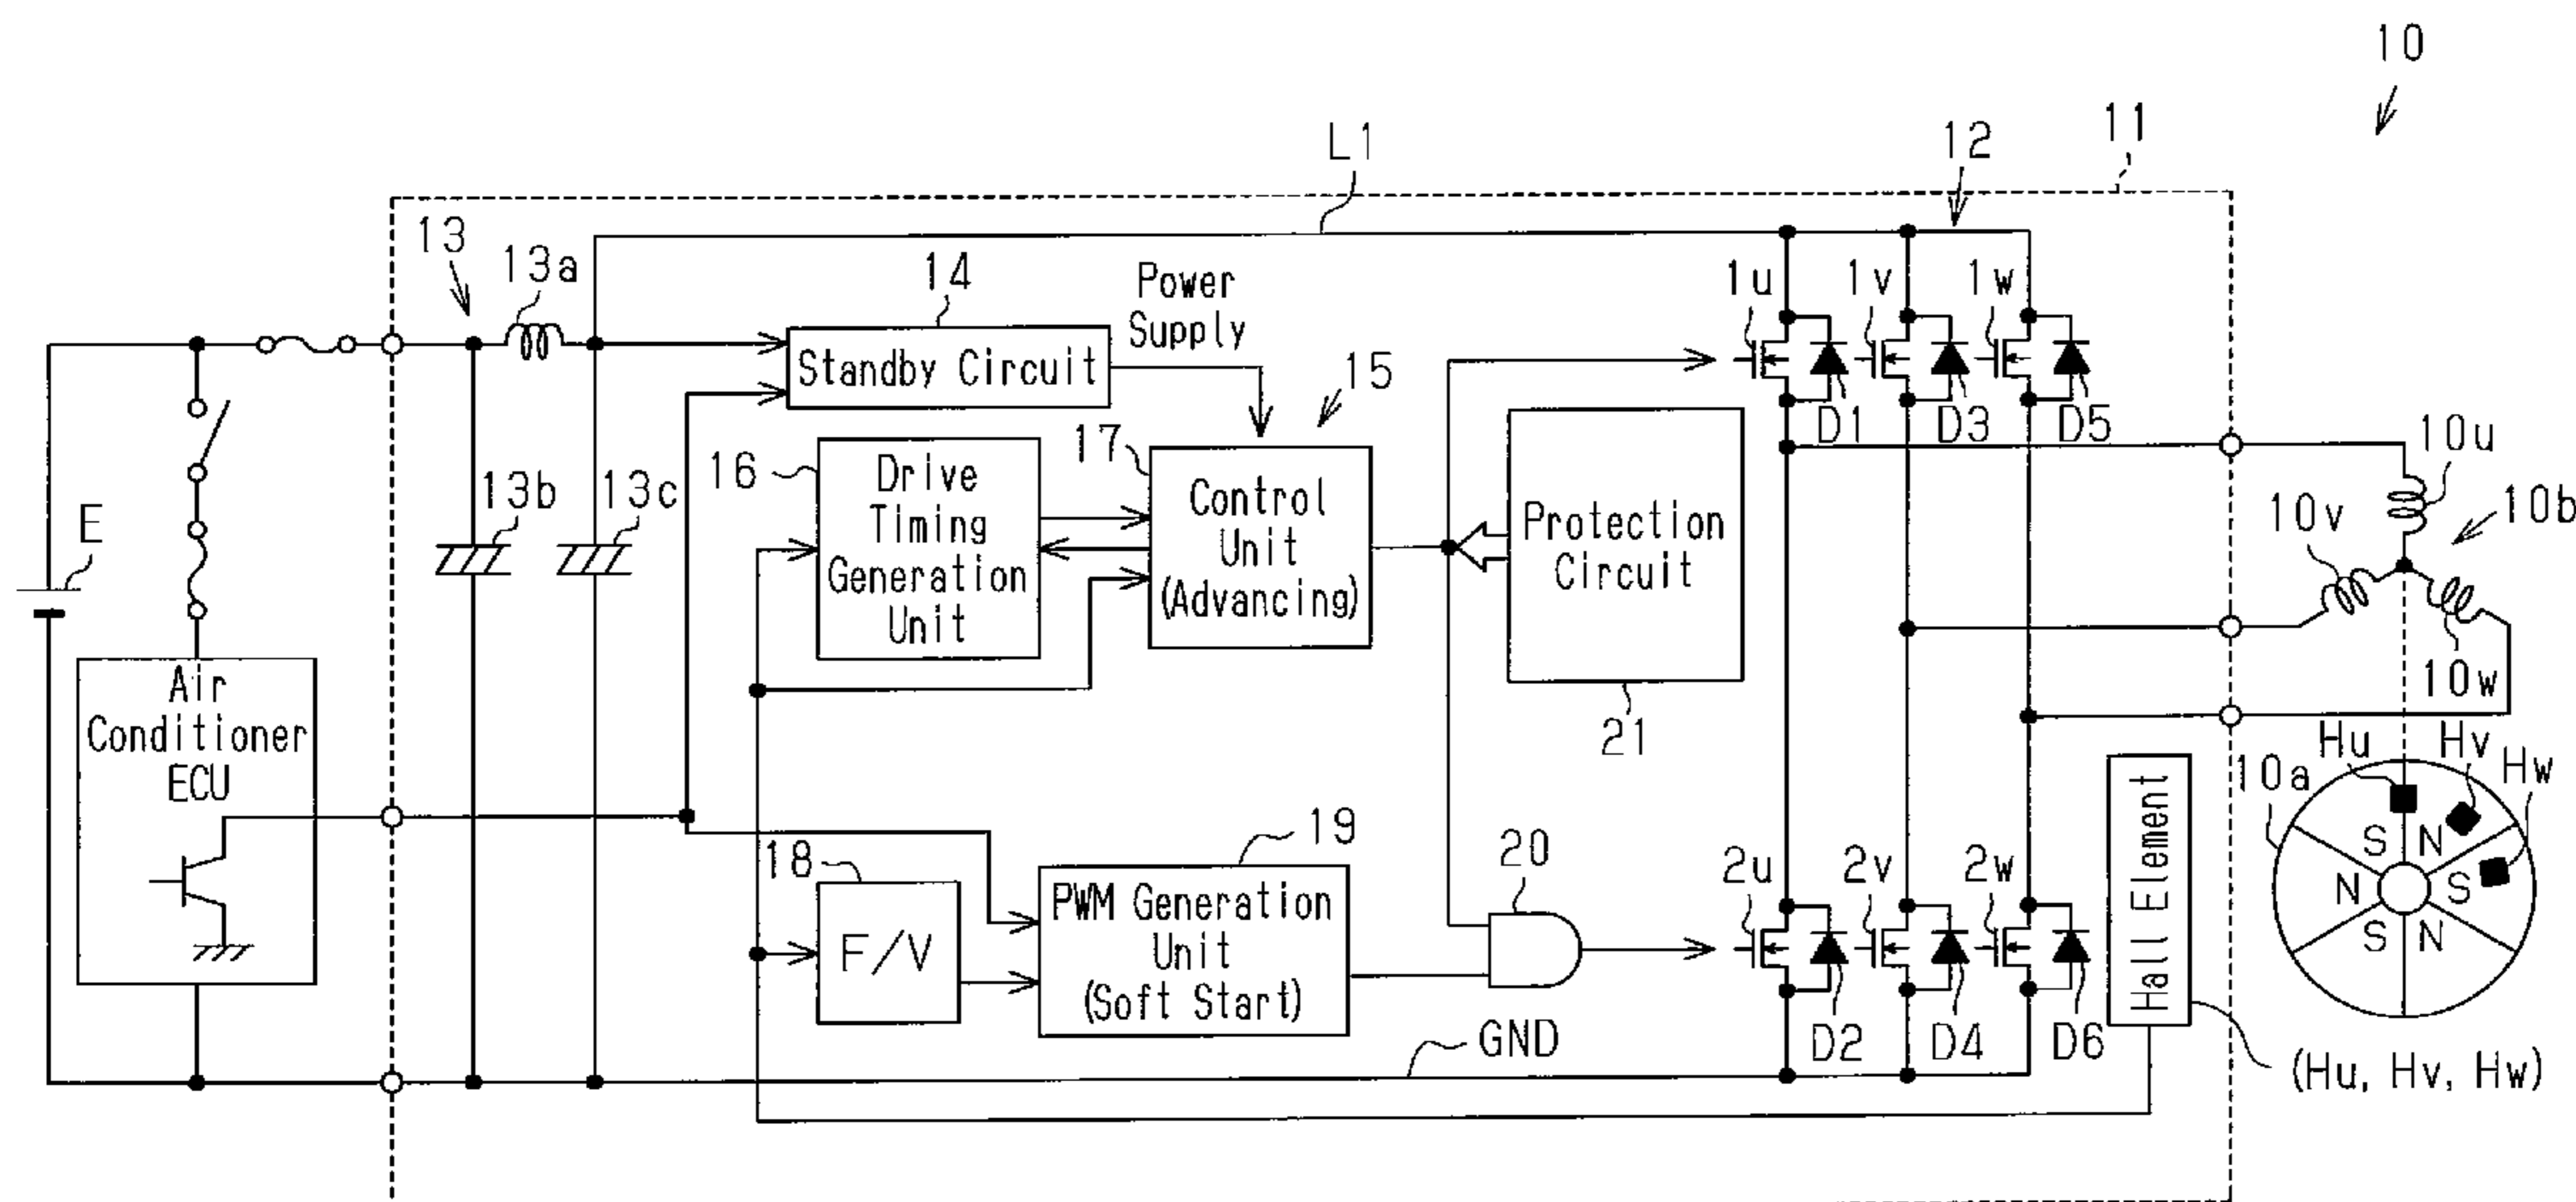 10
11
12
L1
13
13a
14
Power
Supply
1u
1v
1w
Standby Circuit
15
D1
D3
D5
16
Drive
Timing
Generation
Unit
17
Control
Unit
(Advancing)
Protection
Circuit
21
10u
10v
10b
10w
E
13b
13c
Air
Conditioner
ECU
Hu
Hv
Hw
10a
18
F/V
19
PWM Generation
Unit
(Soft Start)
20
2u
2v
2w
D2
D4
D6
Hall Element
S
N
N
S
S
N
GND
(Hu, Hv, Hw)